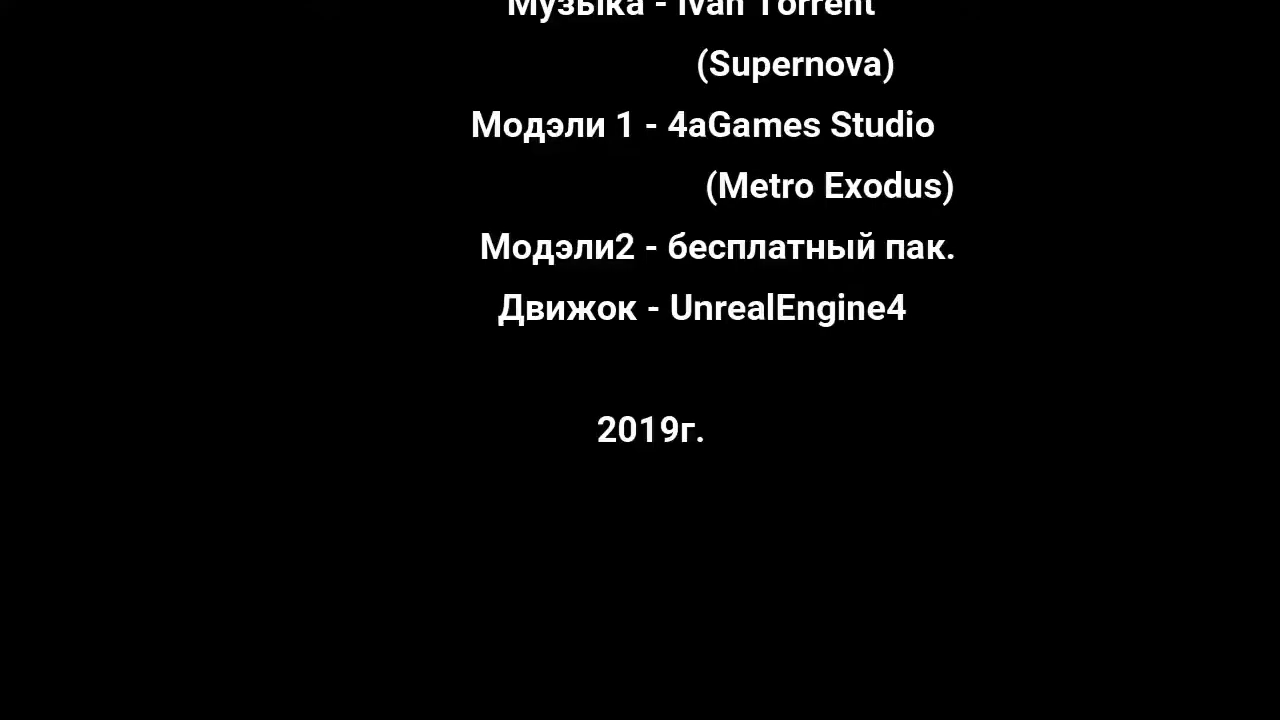 Музыка - Ivan Torrent
(Supernova)
Модэли 1 - 4aGames Studio
(Metro Exodus)
Модэли2 - бесплатный пак.
Движок - UnrealEngine4
2019г.